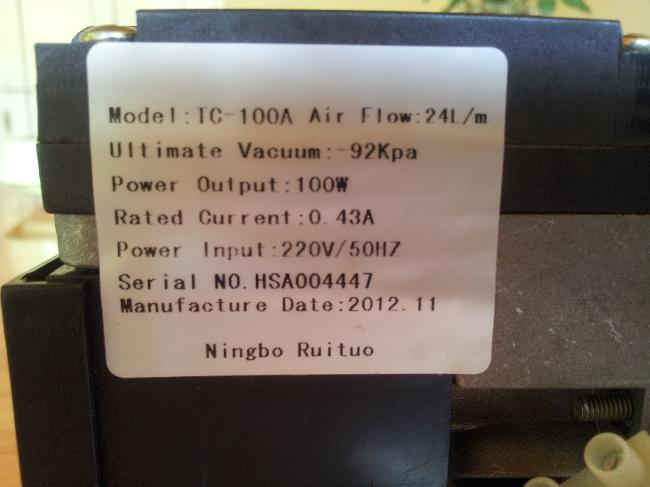 Model:TC-100A Air Flow:24L/m
Ultimate Vacuum:-92Kpa
Power Output:100W
Rated Current:0.43A
Power Input:220V/50HZ
Serial NO.HSA004447
Manufacture Date:2012.11
Ningbo Ruituo